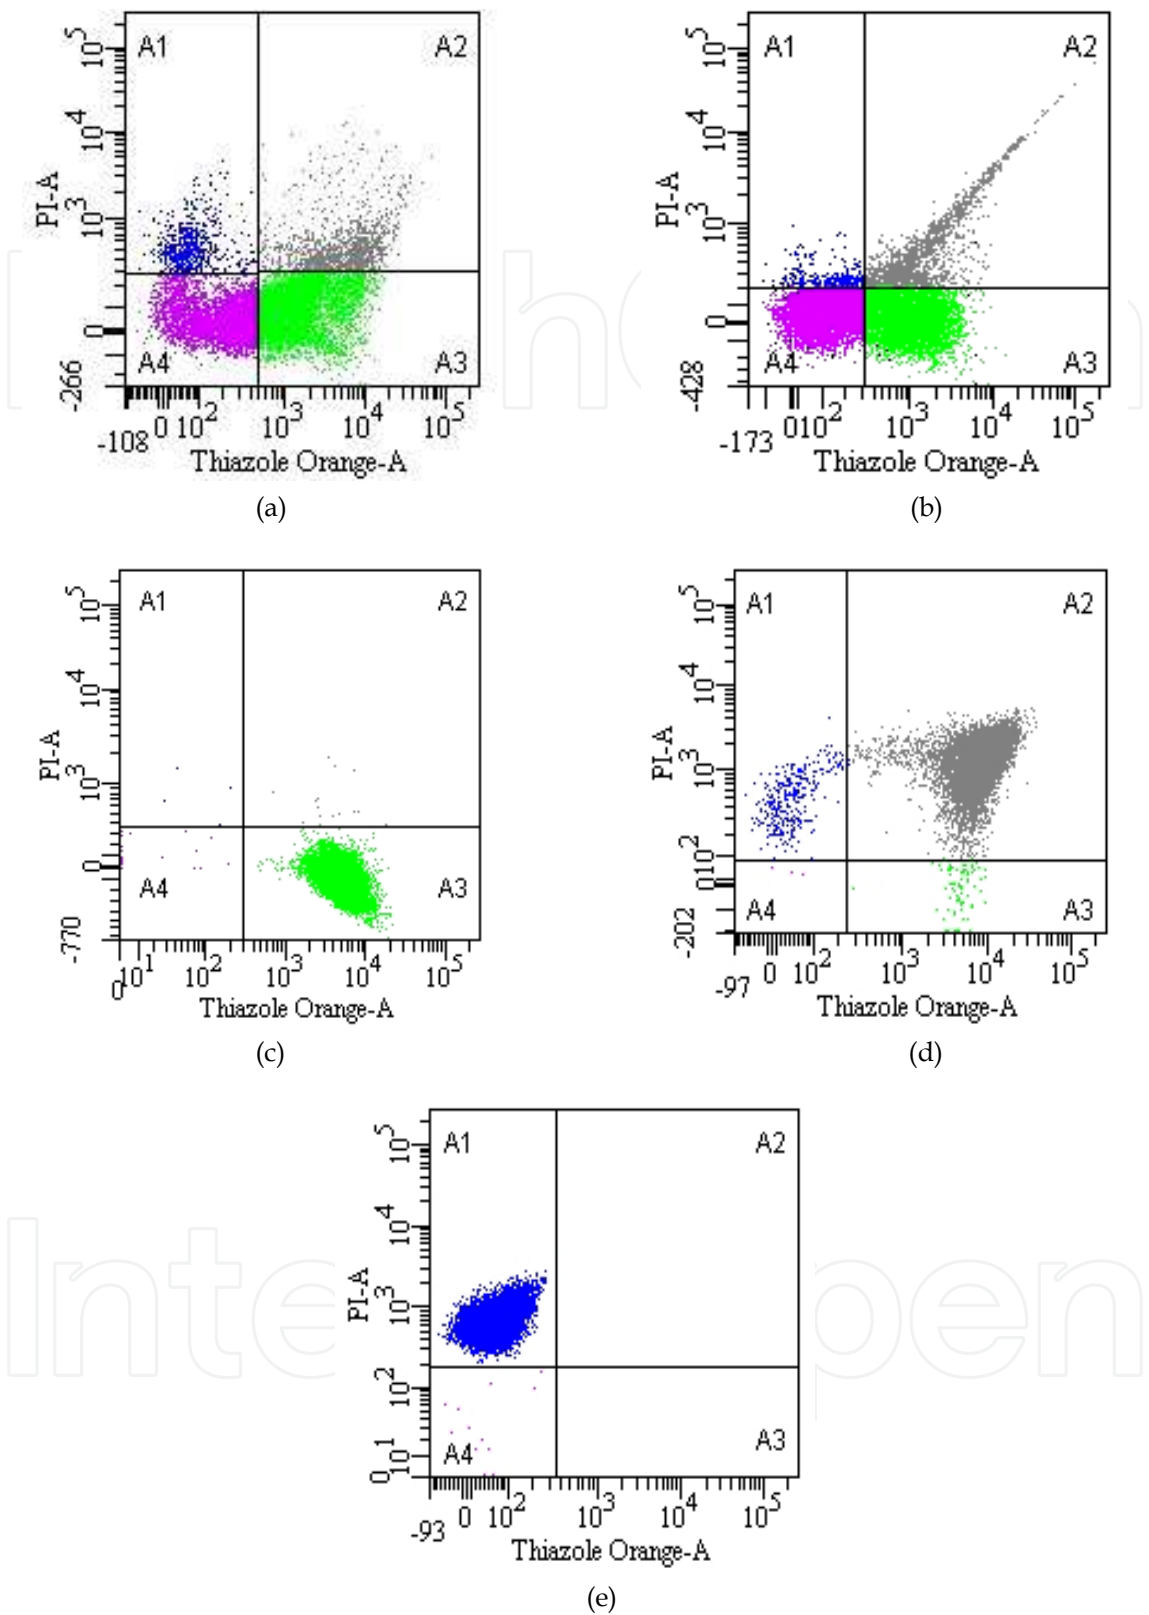 A1 A2
10^5
10^4
10^3
0
-266
PI-A
A4 A3
-108 0 10^2 10^3 10^4 10^5
Thiazole Orange-A
(a)
A1 A2
10^5
10^4
10^3
0
-428
PI-A
A4 A3
-173 0 10^2 10^3 10^4 10^5
Thiazole Orange-A
(b)
A1 A2
10^5
10^4
10^3
0
-770
PI-A
A4 A3
0 10^1 10^2 10^3 10^4 10^5
Thiazole Orange-A
(c)
A1 A2
10^5
10^4
10^3
10^2
0
-202
PI-A
A4 A3
-97 0 10^2 10^3 10^4 10^5
Thiazole Orange-A
(d)
A1 A2
10^5
10^4
10^3
10^2
10^1
0
PI-A
A4 A3
-93 0 10^2 10^3 10^4 10^5
Thiazole Orange-A
(e)